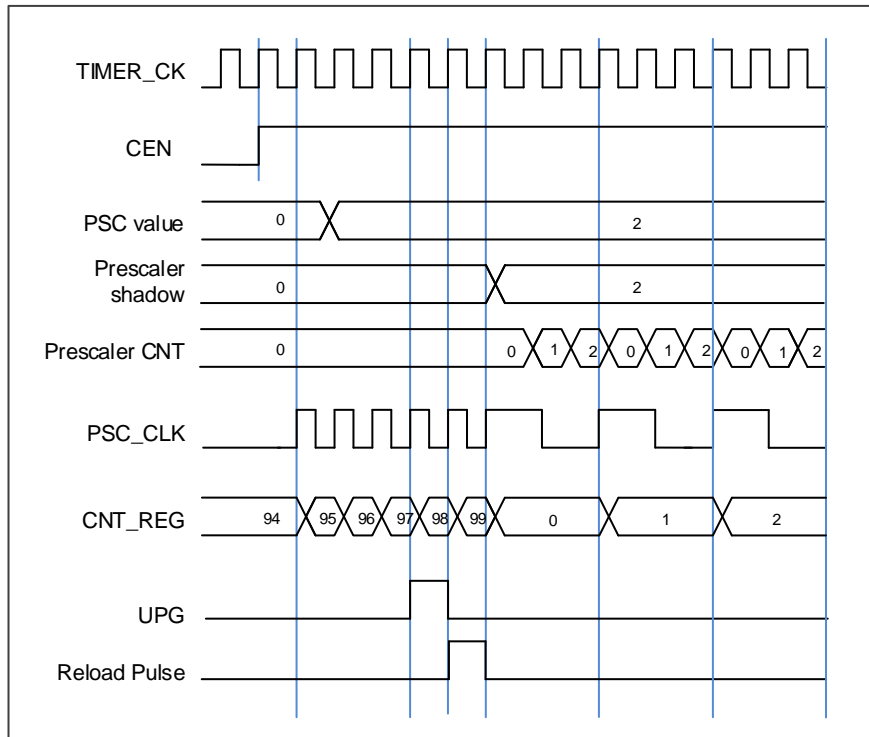 TIMER_CK
CEN
PSC value 0 2
Prescaler
shadow 0 2
Prescaler CNT 0 0 1 2 0 1 2 0 1 2
PSC_CLK
CNT_REG 94 95 96 97 98 99 0 1 2
UPG
Reload Pulse